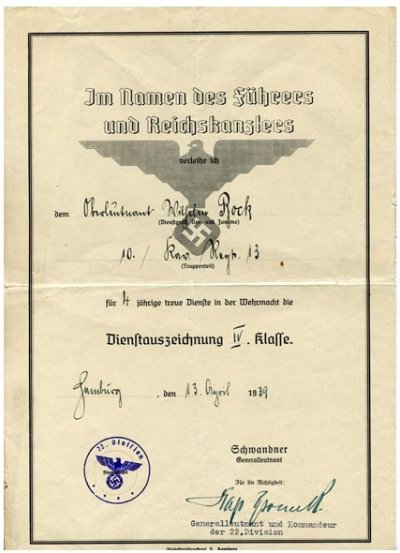 Im Namen des Führers
und Reichskanzlers
verleihe ich
dem Oberleutnant Wilhelm Rock
(Dienstgrad, Vor- und Zuname)
10. / Kav. Regt. 13
(Truppenteil)
für 4 jährige treue Dienste in der Wehrmacht die
Dienstauszeichnung IV. Klasse.
Hamburg, den 13. April 1939
22. Division
Schwandner
Generalleutnant
Für die Richtigkeit:
Generalleutnant und Kommandeur
der 22.Division